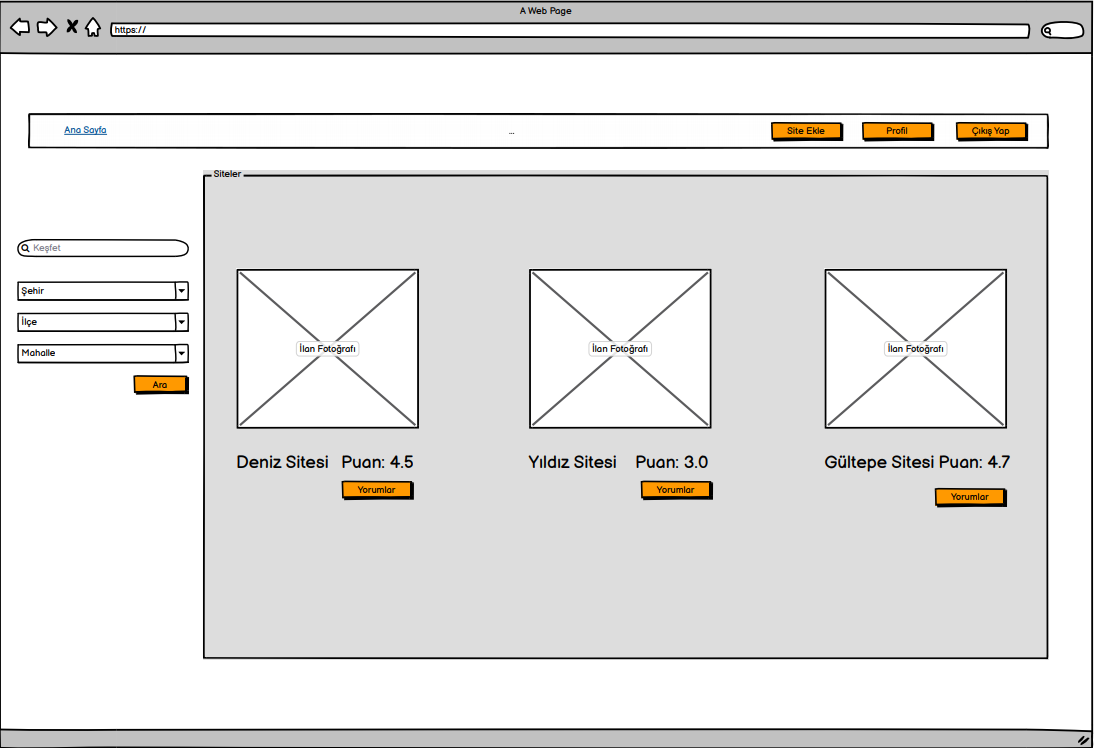 A Web Page
https://
Ana Sayfa
...
Site Ekle
Profil
Çıkış Yap
Siteler
Keşfet
Şehir
İlçe
Mahalle
Ara
İlan Fotoğrafı
İlan Fotoğrafı
İlan Fotoğrafı
Deniz Sitesi Puan: 4.5
Yorumlar
Yıldız Sitesi Puan: 3.0
Yorumlar
Gültepe Sitesi Puan: 4.7
Yorumlar